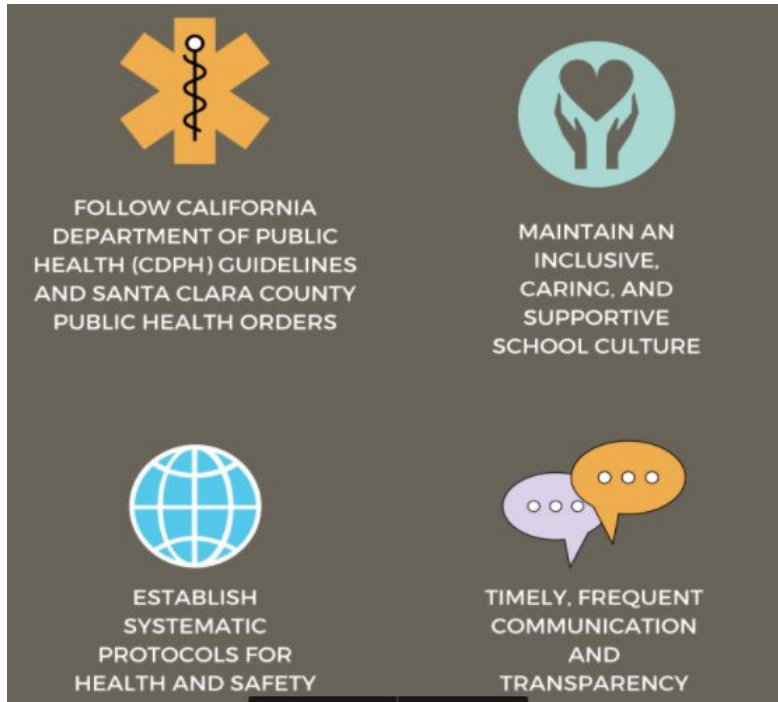 FOLLOW CALIFORNIA
DEPARTMENT OF PUBLIC
HEALTH (CDPH) GUIDELINES
AND SANTA CLARA COUNTY
PUBLIC HEALTH ORDERS
MAINTAIN AN
INCLUSIVE,
CARING, AND
SUPPORTIVE
SCHOOL CULTURE
ESTABLISH
SYSTEMATIC
PROTOCOLS FOR
HEALTH AND SAFETY
TIMELY, FREQUENT
COMMUNICATION
AND
TRANSPARENCY